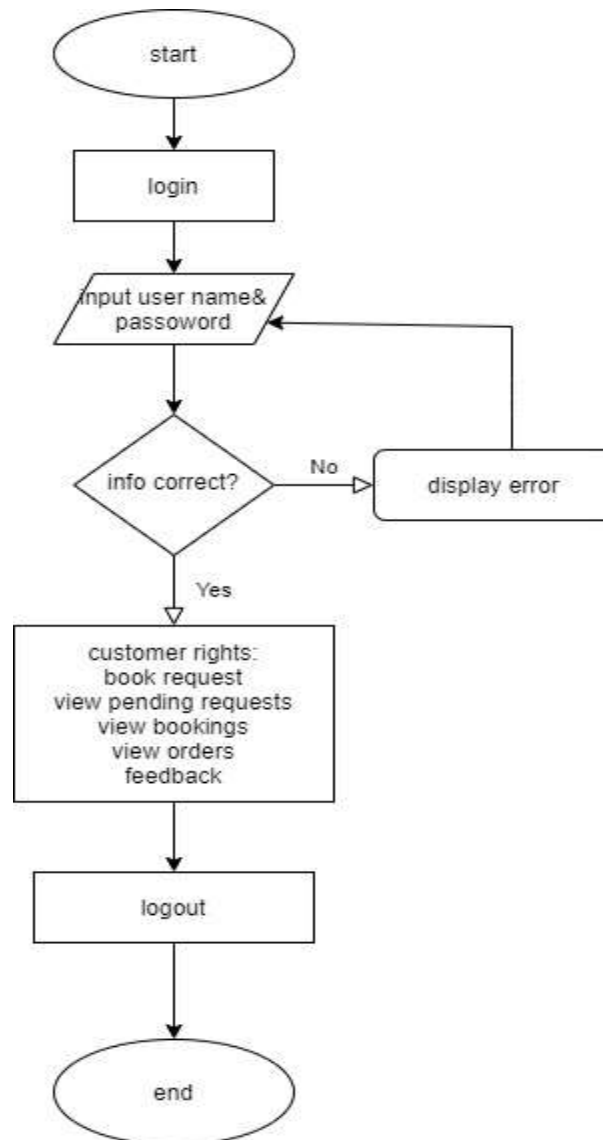 start
login
input user name&
passoword
info correct?
No
display error
Yes
customer rights:
book request
view pending requests
view bookings
view orders
feedback
logout
end